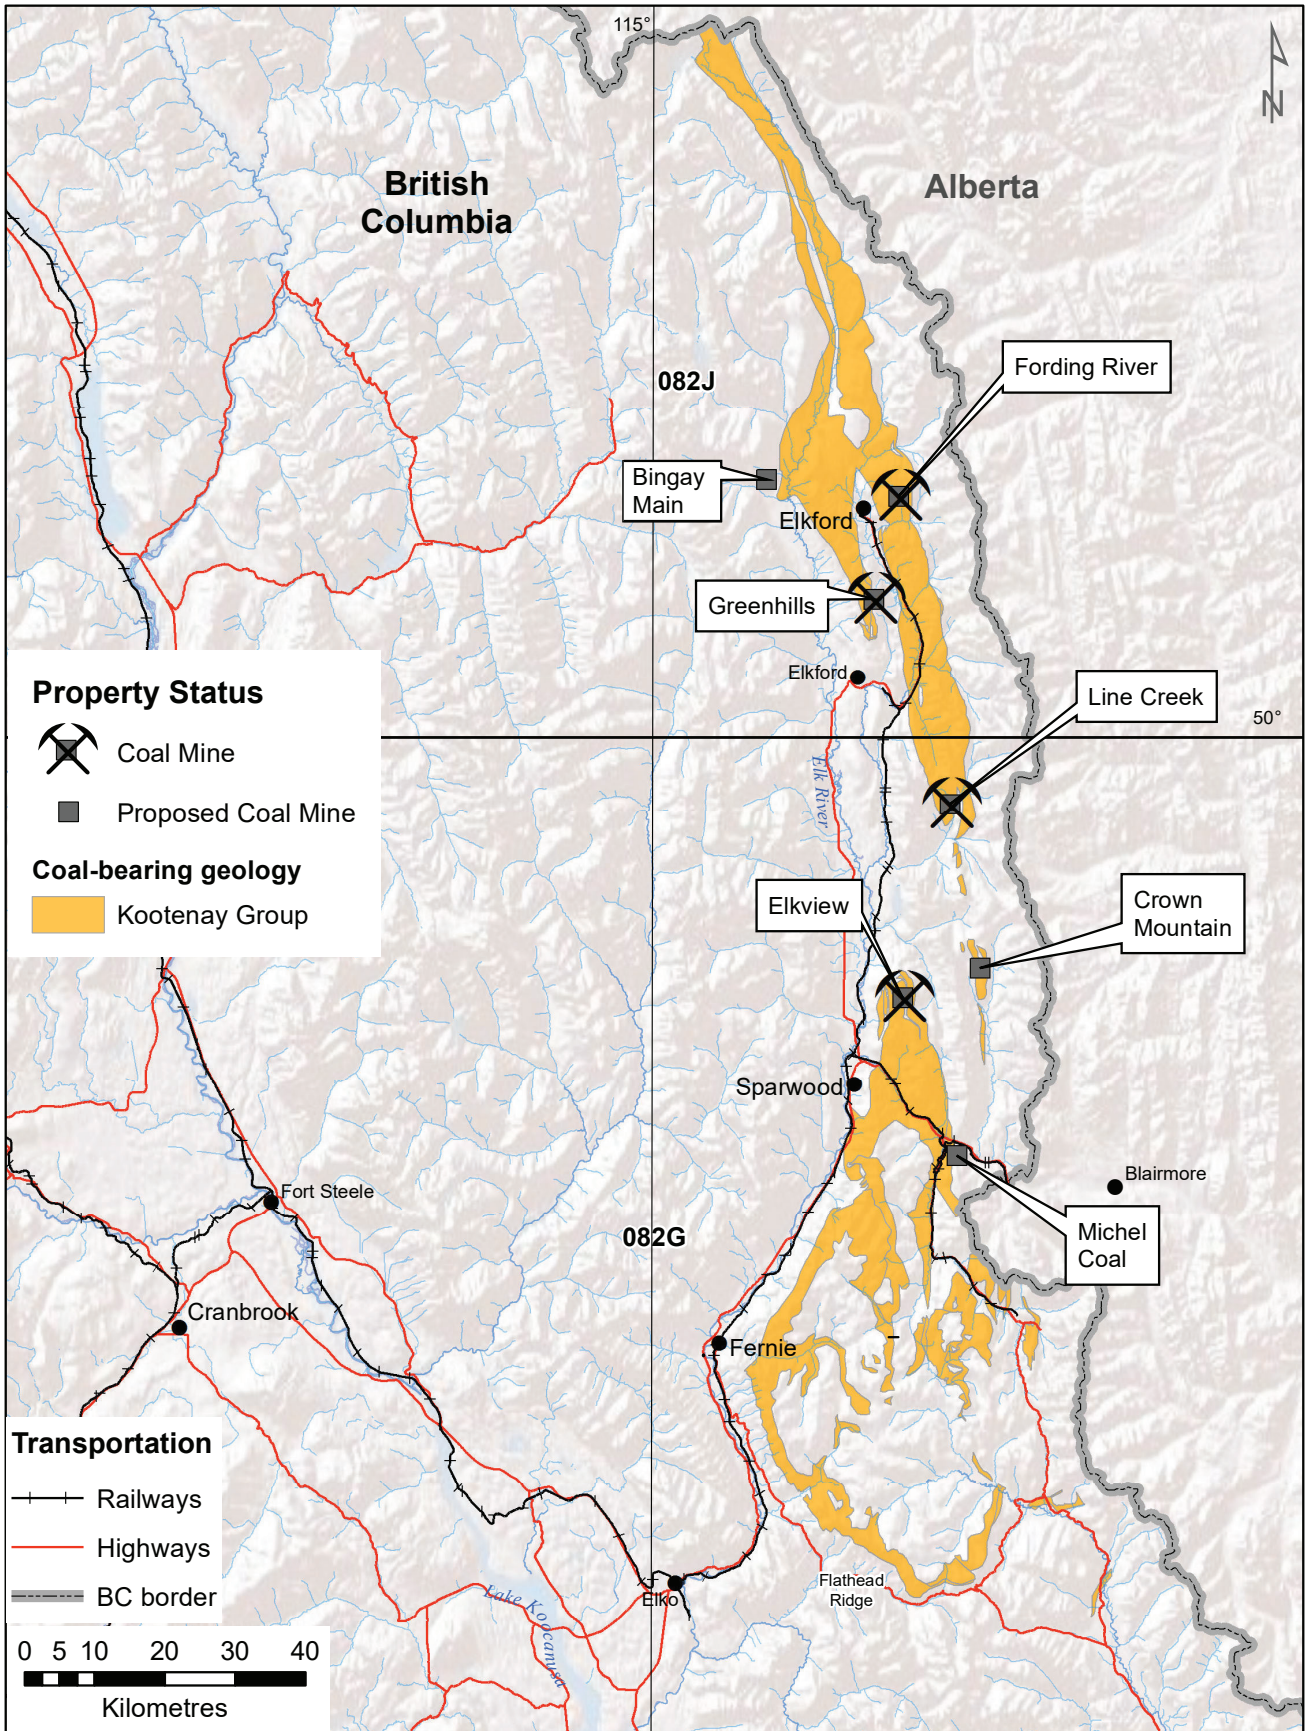 115°
N
British
Columbia
Alberta
Fording River
082J
Bingay
Main
Elkford
Greenhills
Elkford
Line Creek
50°
Property Status
Coal Mine
Proposed Coal Mine
Coal-bearing geology
Kootenay Group
Elk River
Elkview
Crown
Mountain
Sparwood
Blairmore
Fort Steele
082G
Michel
Coal
Cranbrook
Fernie
Transportation
Railways
Highways
BC border
Flathead
Ridge
Elko
Lake Koocanusa
0 5 10 20 30 40
Kilometres